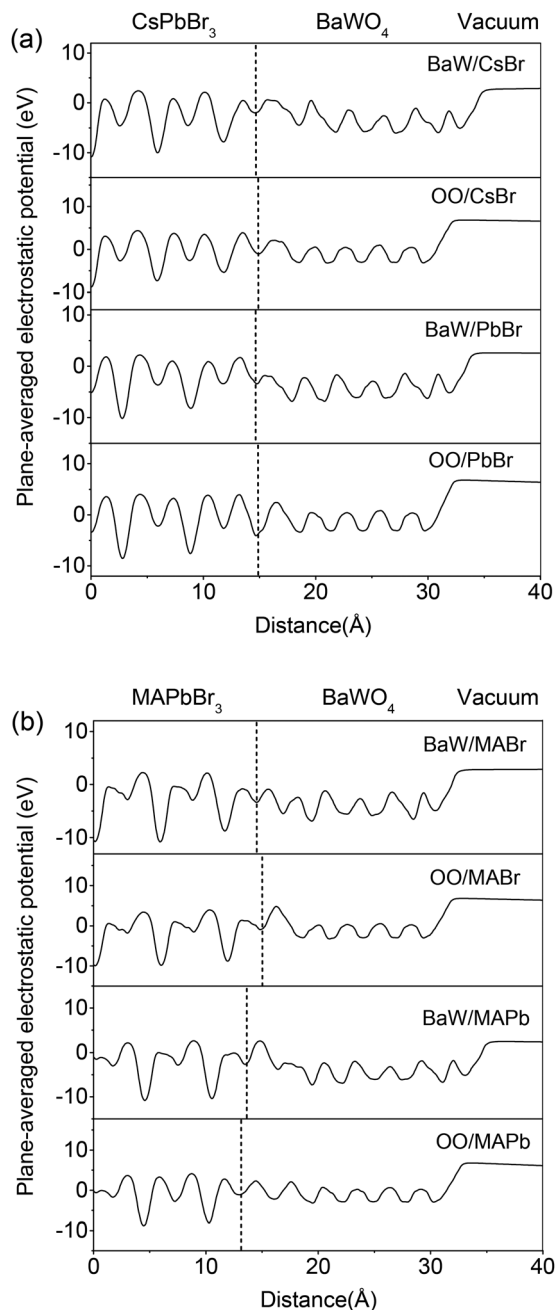 (a)
CsPbBr₃ BaWO₄ Vacuum
Plane-averaged electrostatic potential (eV)
10
0
-10
BaW/CsBr
10
0
-10
OO/CsBr
10
0
-10
BaW/PbBr
10
0
-10
OO/PbBr
0 10 20 30 40
Distance(Å)
(b)
MAPbBr₃ BaWO₄ Vacuum
Plane-averaged electrostatic potential (eV)
10
0
-10
BaW/MABr
10
0
-10
OO/MABr
10
0
-10
BaW/MAPb
10
0
-10
OO/MAPb
0 10 20 30 40
Distance(Å)